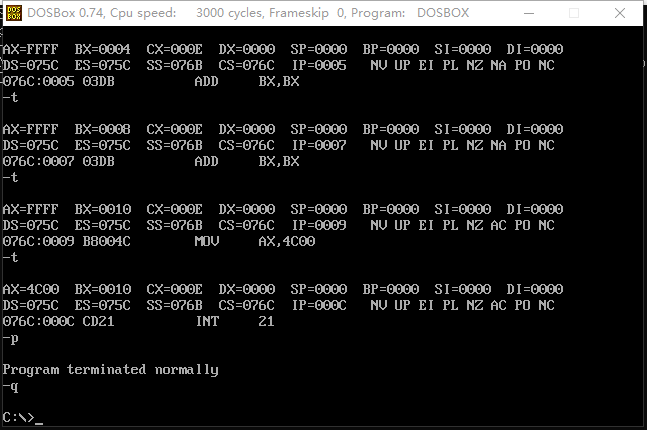 DOS BOX DOSBox 0.74, Cpu speed: 3000 cycles, Frameskip 0, Program: DOSBOX
AX=FFFF BX=0004 CX=000E DX=0000 SP=0000 BP=0000 SI=0000 DI=0000
DS=075C ES=075C SS=076B CS=076C IP=0005 NV UP EI PL NZ NA PO NC
076C:0005 03DB ADD BX,BX
-t
AX=FFFF BX=0008 CX=000E DX=0000 SP=0000 BP=0000 SI=0000 DI=0000
DS=075C ES=075C SS=076B CS=076C IP=0007 NV UP EI PL NZ NA PO NC
076C:0007 03DB ADD BX,BX
-t
AX=FFFF BX=0010 CX=000E DX=0000 SP=0000 BP=0000 SI=0000 DI=0000
DS=075C ES=075C SS=076B CS=076C IP=0009 NV UP EI PL NZ AC PO NC
076C:0009 B8004C MOV AX,4C00
-t
AX=4C00 BX=0010 CX=000E DX=0000 SP=0000 BP=0000 SI=0000 DI=0000
DS=075C ES=075C SS=076B CS=076C IP=000C NV UP EI PL NZ AC PO NC
076C:000C CD21 INT 21
-p
Program terminated normally
-q
C:\>_